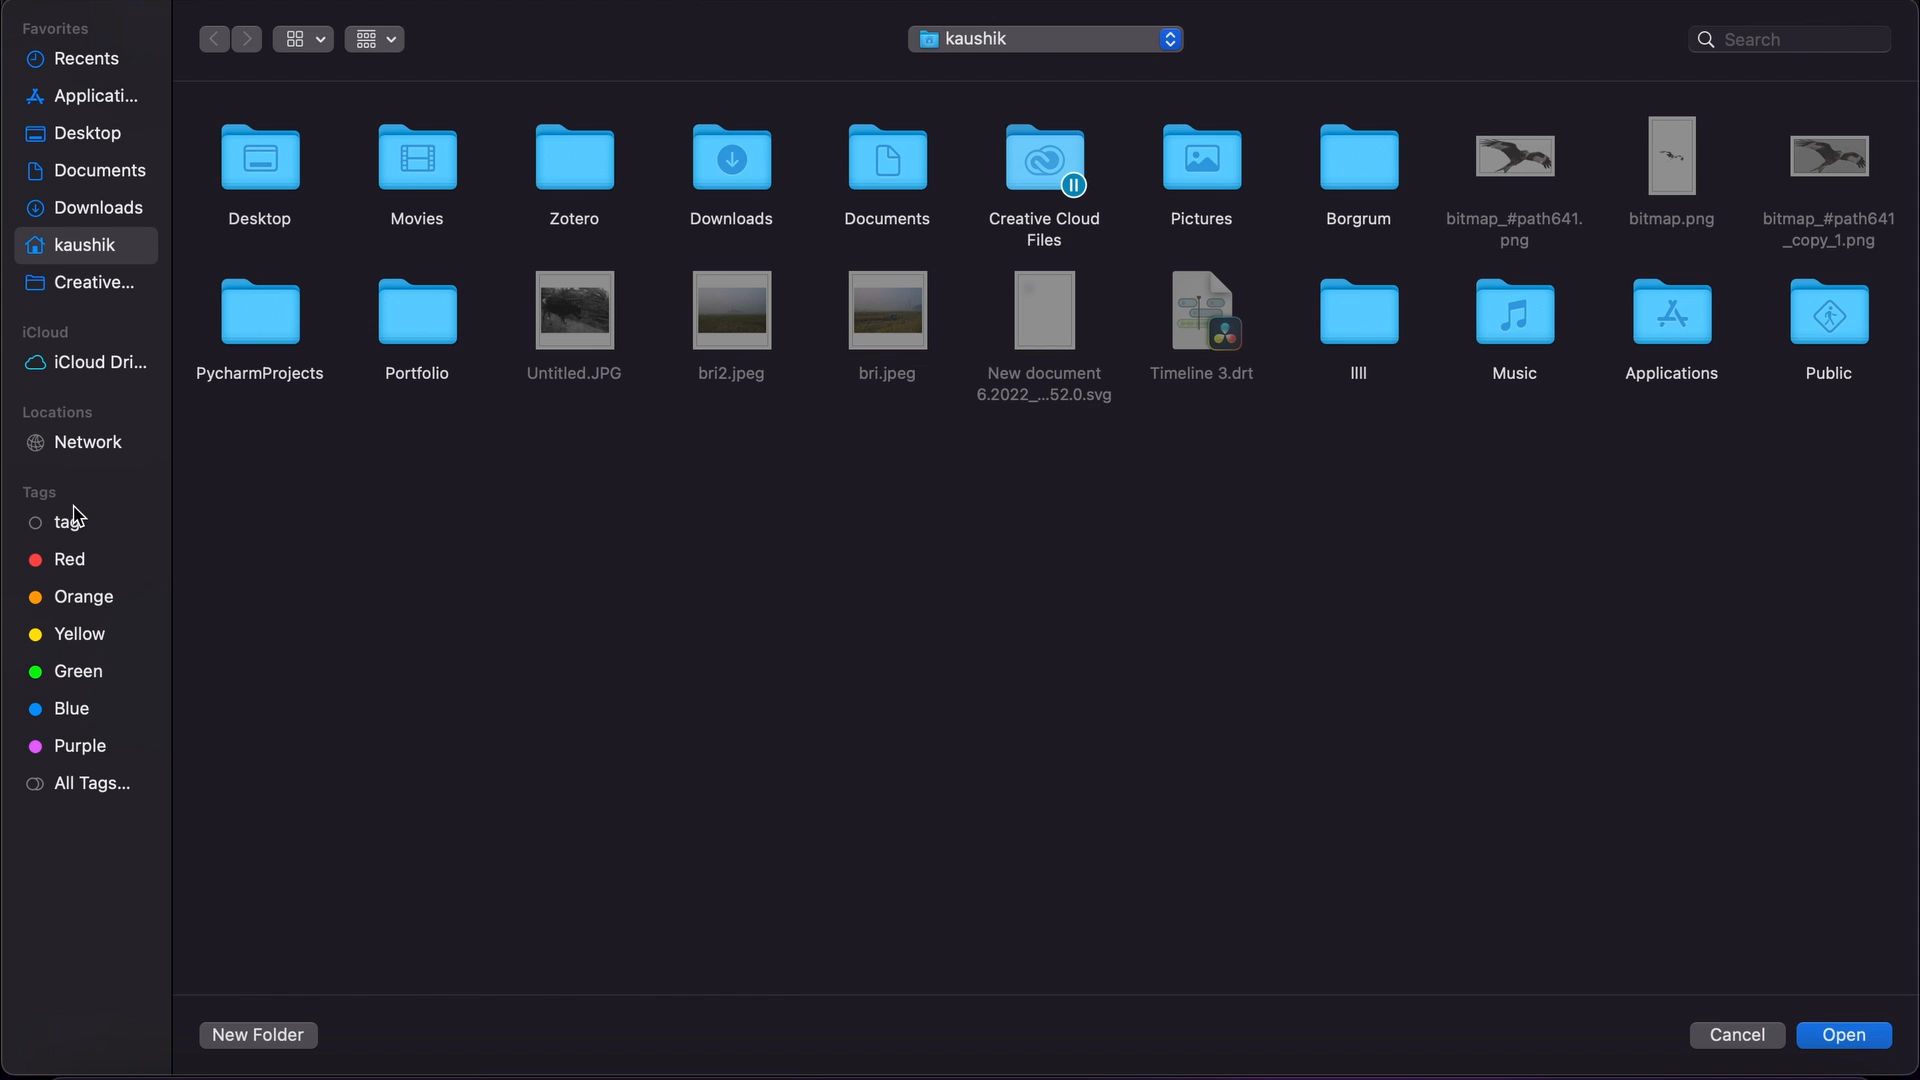 Favorites
Recents
Applicati...
Desktop
Documents
Downloads
kaushik
Creative...
iCloud
iCloud Dri...
Locations
Network
Tags
tag
Red
Orange
Yellow
Green
Blue
Purple
All Tags...
kaushik
Search
Desktop
Movies
Zotero
Downloads
Documents
Creative Cloud
Files
Pictures
Borgrum
bitmap_#path641.
png
bitmap.png
bitmap_#path641
_copy_1.png
PycharmProjects
Portfolio
Untitled.JPG
bri2.jpeg
bri.jpeg
New document
6.2022_...52.0.svg
Timeline 3.drt
llll
Music
Applications
Public
New Folder
Cancel
Open